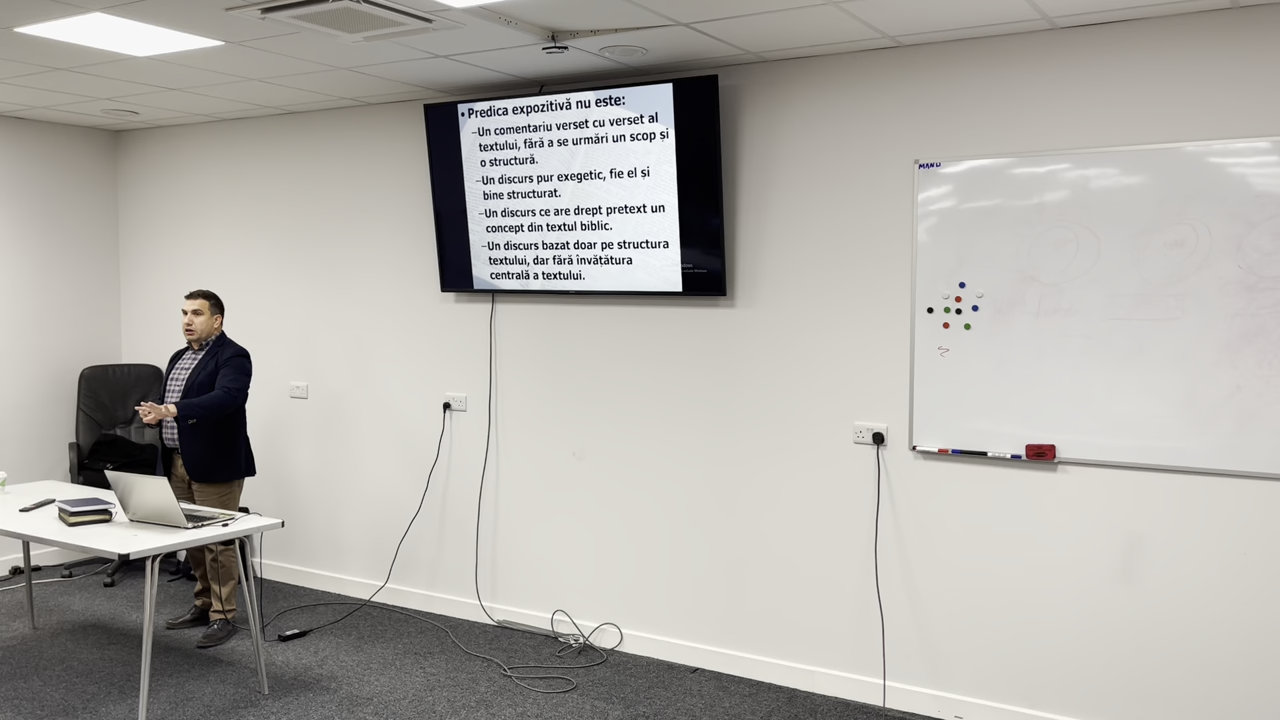 • Predica expozitivă nu este:
–Un comentariu verset cu verset al
textului, fără a se urmări un scop și
o structură.
–Un discurs pur exegetic, fie el și
bine structurat.
–Un discurs ce are drept pretext un
concept din textul biblic.
–Un discurs bazat doar pe structura
textului, dar fără învățătura
centrală a textului.